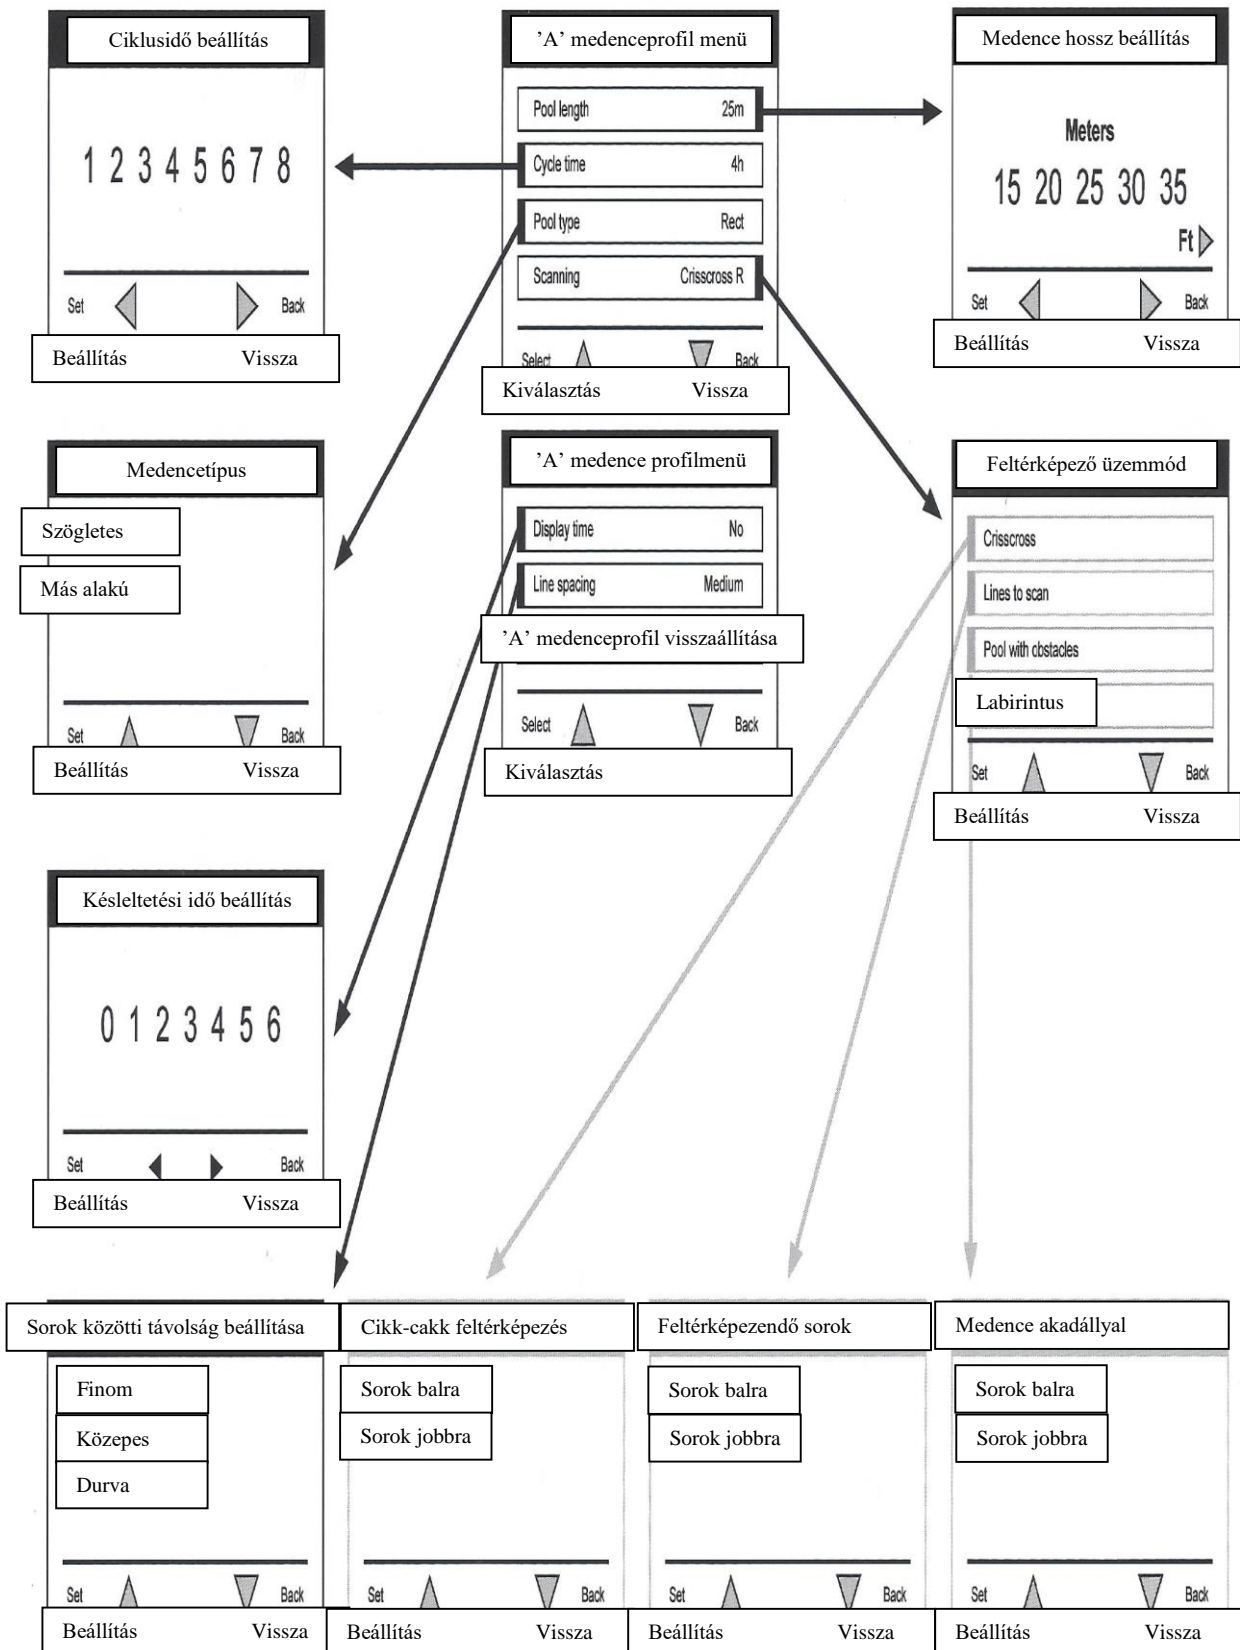 Ciklusidő beállítás
1 2 3 4 5 6 7 8
Set Back
Beállítás Vissza
’A’ medenceprofil menü
Pool length 25m
Cycle time 4h
Pool type Rect
Scanning Crisscross R
Select Back
Kiválasztás Vissza
Medence hossz beállítás
Meters
15 20 25 30 35
Ft
Set Back
Beállítás Vissza
Medencetípus
Szögletes
Más alakú
Set Back
Beállítás Vissza
’A’ medence profilmenü
Display time No
Line spacing Medium
’A’ medenceprofil visszaállítása
Select Back
Kiválasztás
Feltérképező üzemmód
Crisscross
Lines to scan
Pool with obstacles
Labirintus
Set Back
Beállítás Vissza
Késleltetési idő beállítás
0 1 2 3 4 5 6
Set Back
Beállítás Vissza
Sorok közötti távolság beállítása
Finom
Közepes
Durva
Set Back
Beállítás Vissza
Cikk-cakk feltérképezés
Sorok balra
Sorok jobbra
Set Back
Beállítás Vissza
Feltérképezendő sorok
Sorok balra
Sorok jobbra
Set Back
Beállítás Vissza
Medence akadállyal
Sorok balra
Sorok jobbra
Set Back
Beállítás Vissza